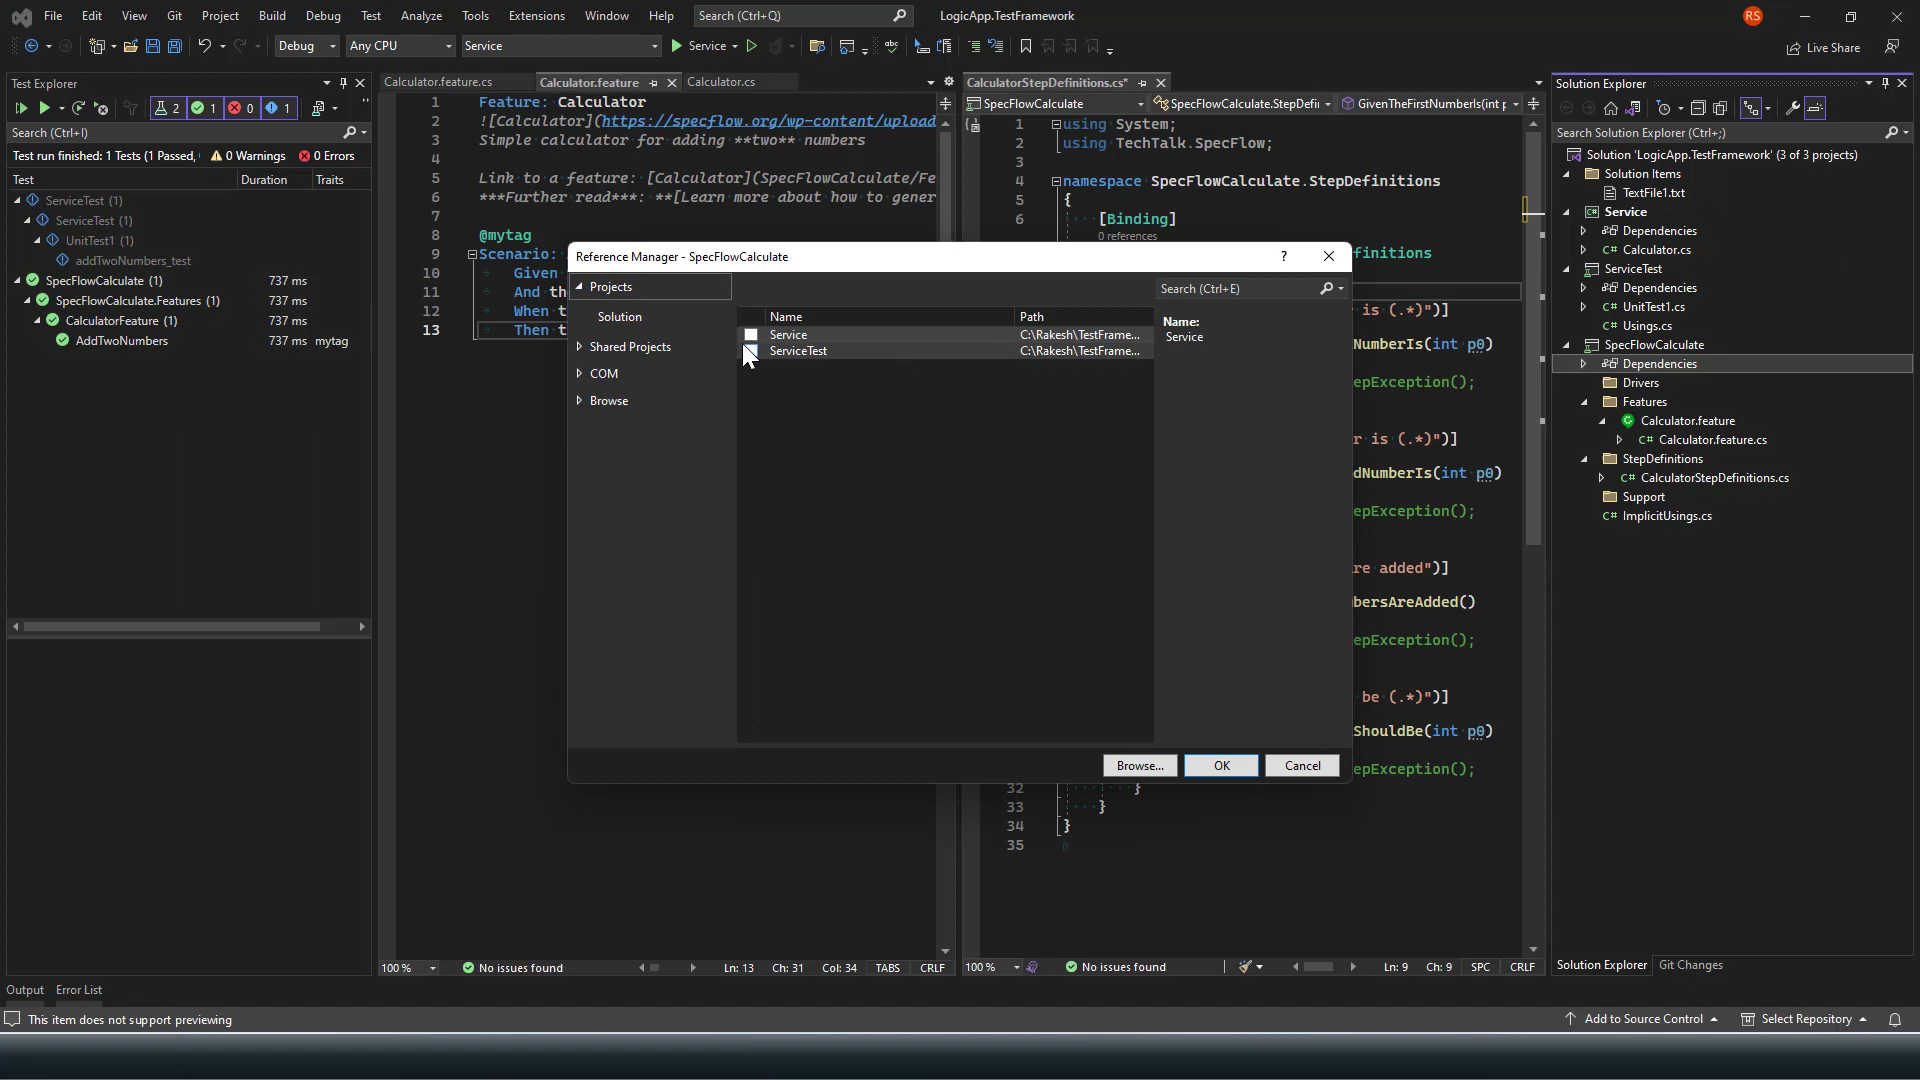 File Edit View Git Project Build Debug Test Analyze Tools Extensions Window Help Search (Ctrl+Q) LogicApp.TestFramework RS
Debug Any CPU Service Service Live Share
Test Explorer
2 1 0 1
Search (Ctrl+I)
Test run finished: 1 Tests (1 Passed, 0 Warnings 0 Errors
Test Duration Traits
ServiceTest (1)
ServiceTest (1)
UnitTest1 (1)
addTwoNumbers_test
SpecFlowCalculate (1) 737 ms
SpecFlowCalculate.Features (1) 737 ms
CalculatorFeature (1) 737 ms
AddTwoNumbers 737 ms mytag
Calculator.feature.cs Calculator.feature Calculator.cs
1 Feature: Calculator
2 ![Calculator](https://specflow.org/wp-content/upload
3 Simple calculator for adding **two** numbers
4
5 Link to a feature: [Calculator](SpecFlowCalculate/Fe
6 ***Further read***: **[Learn more about how to gener
7
8 @mytag
9 Scenario:
10 Given
11 And th
12 When t
13 Then t
100 % No issues found Ln: 13 Ch: 31 Col: 34 TABS CRLF
CalculatorStepDefinitions.cs*
SpecFlowCalculate SpecFlowCalculate.StepDefi GivenTheFirstNumberIs(int p
1 using System;
2 using TechTalk.SpecFlow;
3
4 namespace SpecFlowCalculate.StepDefinitions
5 {
6 [Binding]
0 references
finitions
is (.*)")]
NumberIs(int p0)
epException();
r is (.*)")]
dNumberIs(int p0)
epException();
re added")]
bersAreAdded()
epException();
be (.*)")]
ShouldBe(int p0)
epException();
32 }
33 }
34 }
35
100 % No issues found Ln: 9 Ch: 9 SPC CRLF
Reference Manager - SpecFlowCalculate ?
Projects
Solution
Shared Projects
COM
Browse
Search (Ctrl+E)
Name Path
Service C:\Rakesh\TestFrame...
ServiceTest C:\Rakesh\TestFrame...
Name:
Service
Browse... OK Cancel
Solution Explorer
Search Solution Explorer (Ctrl+;)
Solution 'LogicApp.TestFramework' (3 of 3 projects)
Solution Items
TextFile1.txt
Service
Dependencies
C# Calculator.cs
ServiceTest
Dependencies
C# UnitTest1.cs
C# Usings.cs
SpecFlowCalculate
Dependencies
Drivers
Features
Calculator.feature
C# Calculator.feature.cs
StepDefinitions
C# CalculatorStepDefinitions.cs
Support
C# ImplicitUsings.cs
Solution Explorer Git Changes
Output Error List
This item does not support previewing Add to Source Control Select Repository